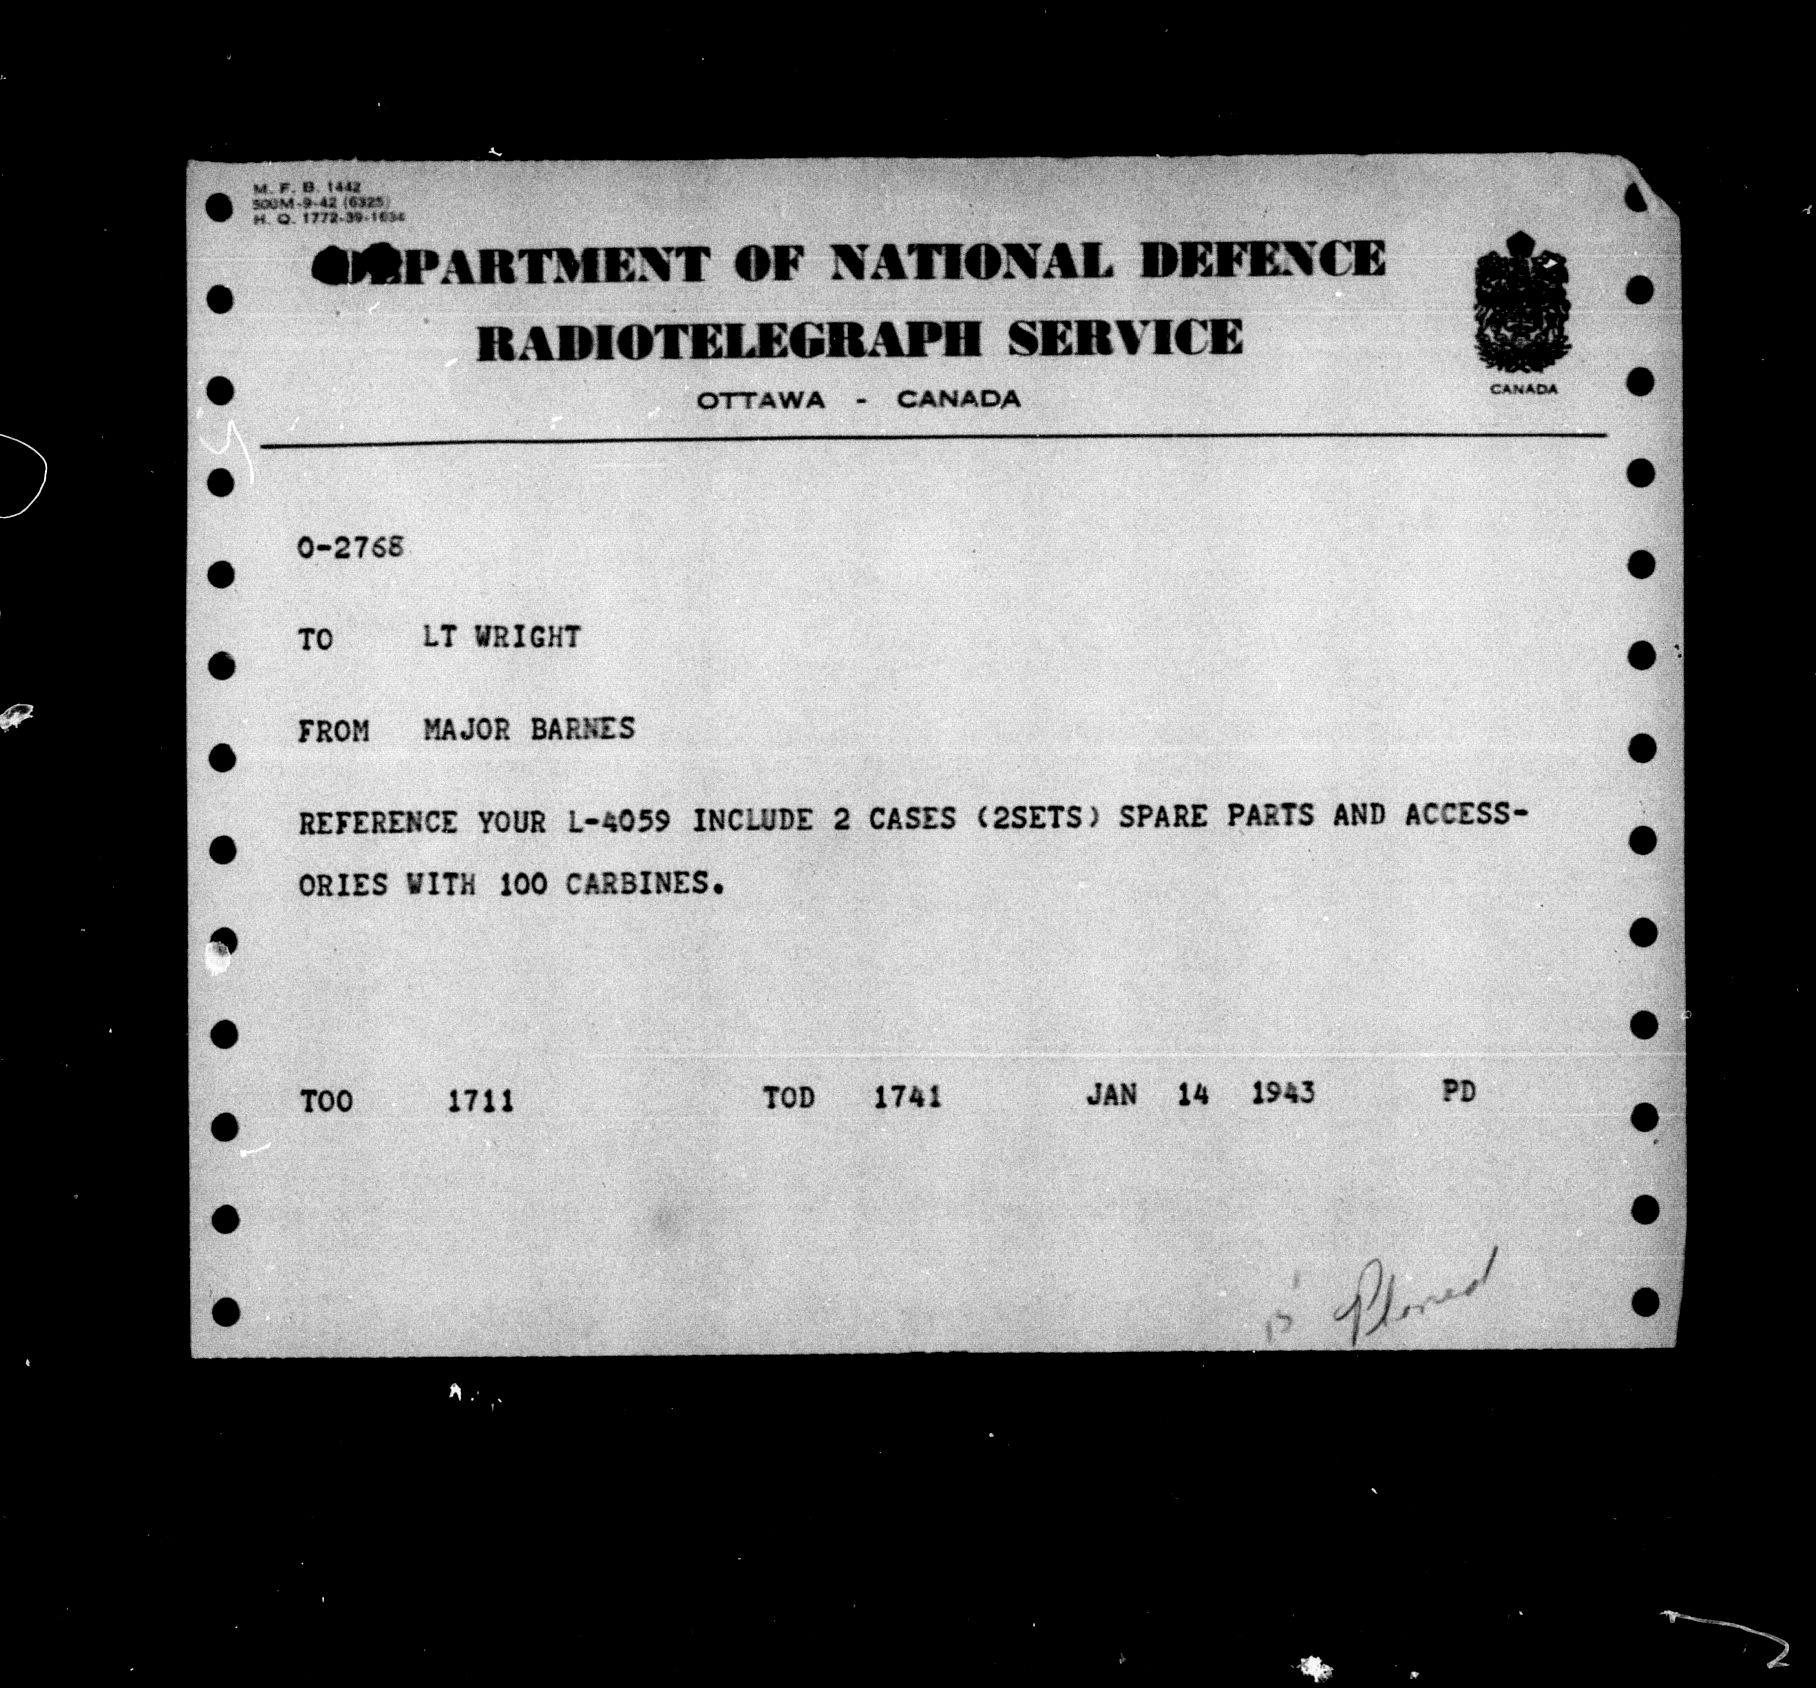 M. F. B. 1442
500M-9-42 (6325)
H. Q. 1772-39-1634
DEPARTMENT OF NATIONAL DEFENCE
RADIOTELEGRAPH SERVICE
OTTAWA - CANADA
CANADA
O-2768
TO LT WRIGHT
FROM MAJOR BARNES
REFERENCE YOUR L-4059 INCLUDE 2 CASES (2SETS) SPARE PARTS AND ACCESS-
ORIES WITH 100 CARBINES.
TOO 1711 TOD 1741 JAN 14 1943 PD